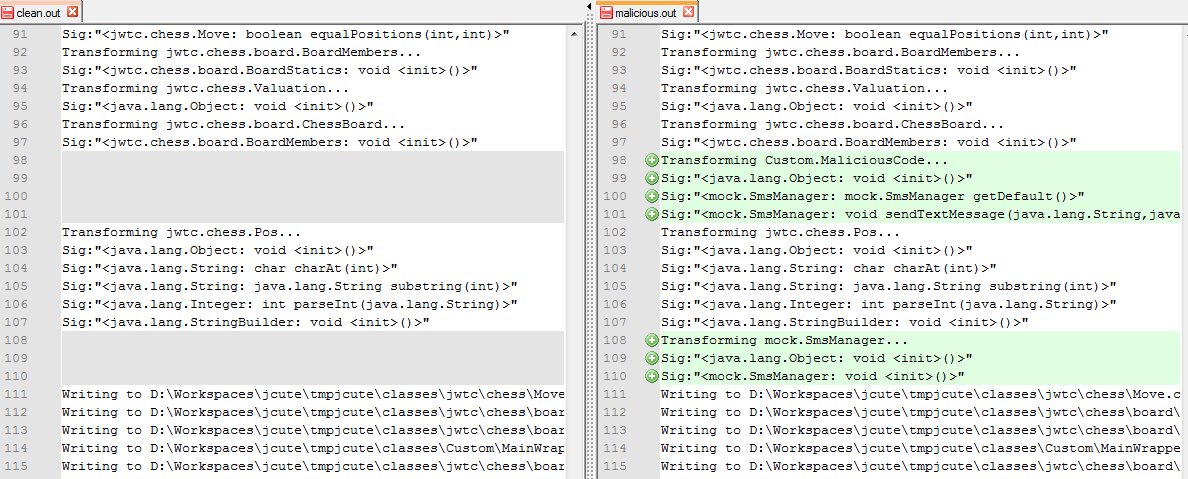 clean.out
malicious.out
91 Sig:"<jwtc.chess.Move: boolean equalPositions(int,int)>"
92 Transforming jwtc.chess.board.BoardMembers...
93 Sig:"<jwtc.chess.board.BoardStatics: void <init>()>"
94 Transforming jwtc.chess.Valuation...
95 Sig:"<java.lang.Object: void <init>()>"
96 Transforming jwtc.chess.board.ChessBoard...
97 Sig:"<jwtc.chess.board.BoardMembers: void <init>()>"
98
99
100
101
102 Transforming jwtc.chess.Pos...
103 Sig:"<java.lang.Object: void <init>()>"
104 Sig:"<java.lang.String: char charAt(int)>"
105 Sig:"<java.lang.String: java.lang.String substring(int)>"
106 Sig:"<java.lang.Integer: int parseInt(java.lang.String)>"
107 Sig:"<java.lang.StringBuilder: void <init>()>"
108
109
110
111 Writing to D:\Workspaces\jcute\tmpjcute\classes\jwtc\chess\Move
112 Writing to D:\Workspaces\jcute\tmpjcute\classes\jwtc\chess\boar
113 Writing to D:\Workspaces\jcute\tmpjcute\classes\jwtc\chess\boar
114 Writing to D:\Workspaces\jcute\tmpjcute\classes\Custom\MainWrap
115 Writing to D:\Workspaces\jcute\tmpjcute\classes\jwtc\chess\boar
91 Sig:"<jwtc.chess.Move: boolean equalPositions(int,int)>"
92 Transforming jwtc.chess.board.BoardMembers...
93 Sig:"<jwtc.chess.board.BoardStatics: void <init>()>"
94 Transforming jwtc.chess.Valuation...
95 Sig:"<java.lang.Object: void <init>()>"
96 Transforming jwtc.chess.board.ChessBoard...
97 Sig:"<jwtc.chess.board.BoardMembers: void <init>()>"
98 Transforming Custom.MaliciousCode...
99 Sig:"<java.lang.Object: void <init>()>"
100 Sig:"<mock.SmsManager: mock.SmsManager getDefault()>"
101 Sig:"<mock.SmsManager: void sendTextMessage(java.lang.String,java
102 Transforming jwtc.chess.Pos...
103 Sig:"<java.lang.Object: void <init>()>"
104 Sig:"<java.lang.String: char charAt(int)>"
105 Sig:"<java.lang.String: java.lang.String substring(int)>"
106 Sig:"<java.lang.Integer: int parseInt(java.lang.String)>"
107 Sig:"<java.lang.StringBuilder: void <init>()>"
108 Transforming mock.SmsManager...
109 Sig:"<java.lang.Object: void <init>()>"
110 Sig:"<mock.SmsManager: void <init>()>"
111 Writing to D:\Workspaces\jcute\tmpjcute\classes\jwtc\chess\Move.c
112 Writing to D:\Workspaces\jcute\tmpjcute\classes\jwtc\chess\board\
113 Writing to D:\Workspaces\jcute\tmpjcute\classes\jwtc\chess\board\
114 Writing to D:\Workspaces\jcute\tmpjcute\classes\Custom\MainWrappe
115 Writing to D:\Workspaces\jcute\tmpjcute\classes\jwtc\chess\board\